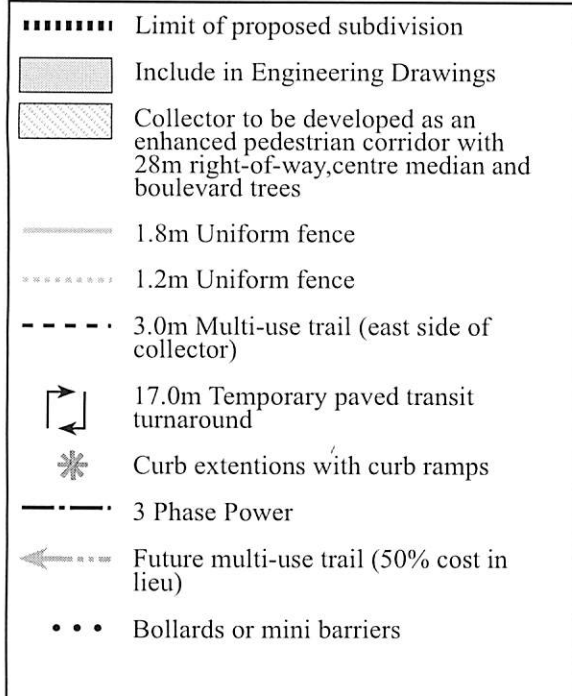 Limit of proposed subdivision
Include in Engineering Drawings
Collector to be developed as an
enhanced pedestrian corridor with
28m right-of-way,centre median and
boulevard trees
1.8m Uniform fence
1.2m Uniform fence
3.0m Multi-use trail (east side of
collector)
17.0m Temporary paved transit
turnaround
Curb extentions with curb ramps
3 Phase Power
Future multi-use trail (50% cost in
lieu)
Bollards or mini barriers